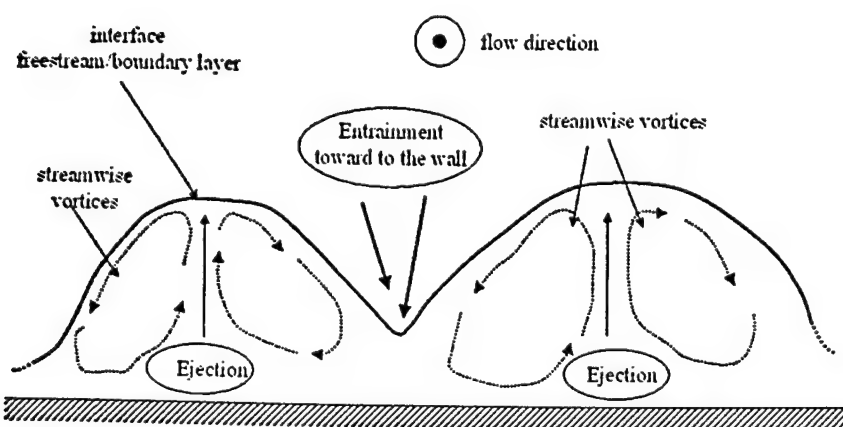 interface
freestream/boundary layer
flow direction
Entrainment
toward to the wall
streamwise vortices
streamwise
vortices
Ejection
Ejection